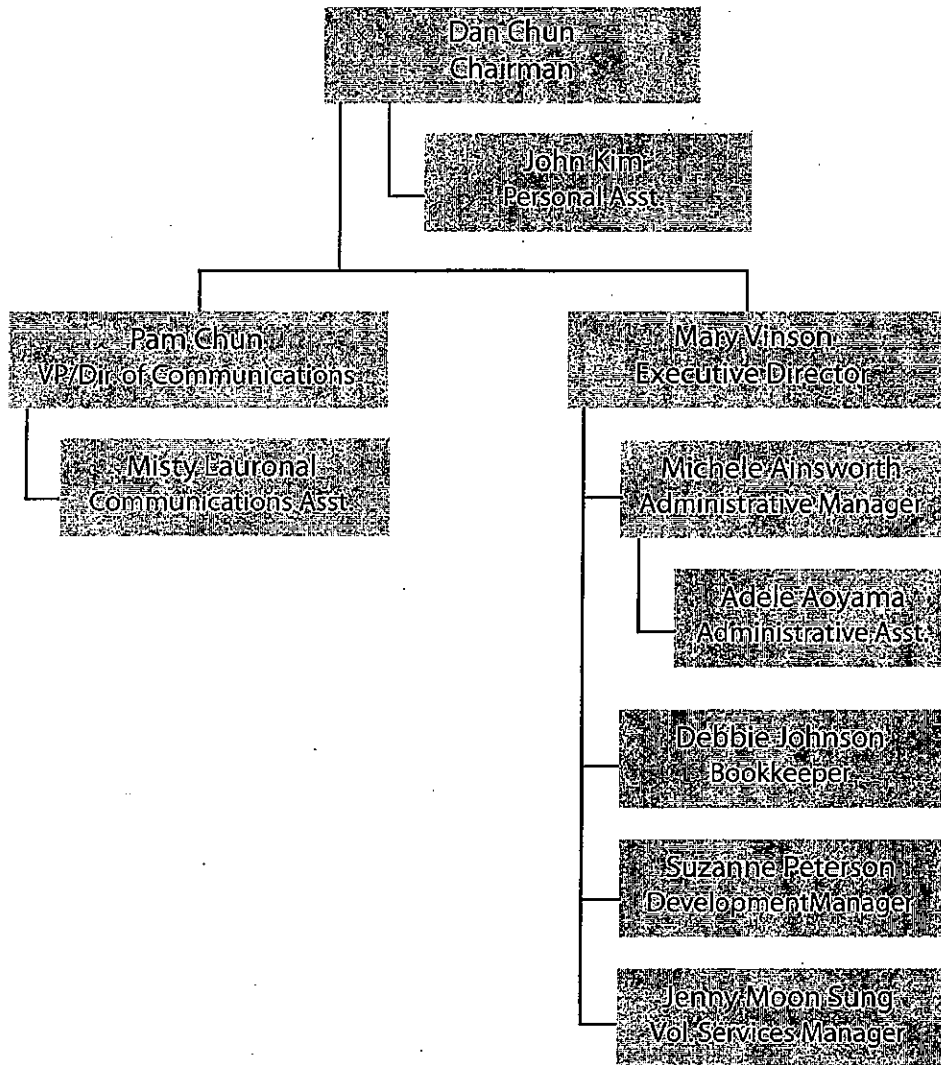 Dan Chun
Chairman
John Kim
Personal Asst.
Pam Chun
VP/Dir of Communications
Mary Vinson
Executive Director
Misty Lauronal
Communications Asst
Michele Ainsworth
Administrative Manager
Adele Aoyama
Administrative Asst.
Debbie Johnson
Bookkeeper
Suzanne Peterson
Development Manager
Jenny Moon Sung
Vol. Services Manager